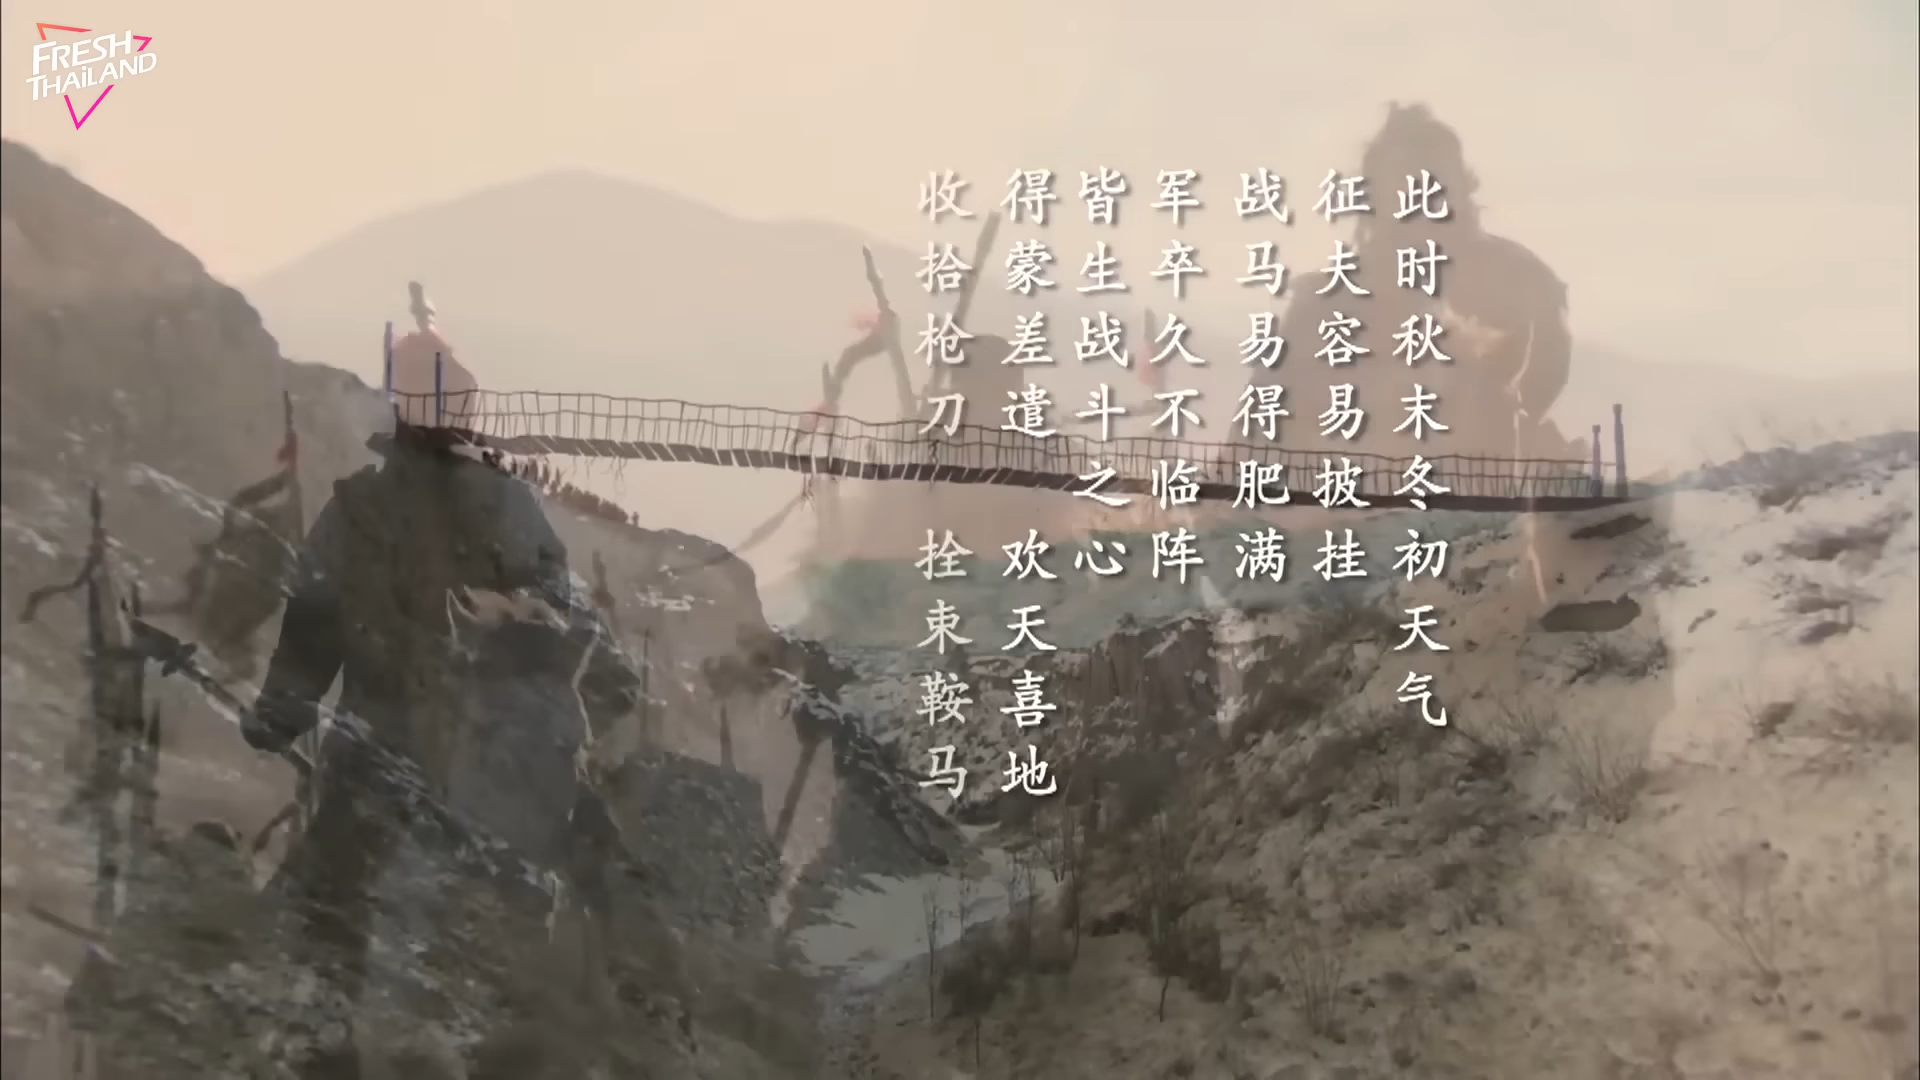 FRESH
THAiLAND
此时秋末冬初天气
征夫容易披挂
战马易得肥满
军卒久不临阵
皆生战斗之心
得蒙差遣 欢天喜地
收拾枪刀 拴束鞍马